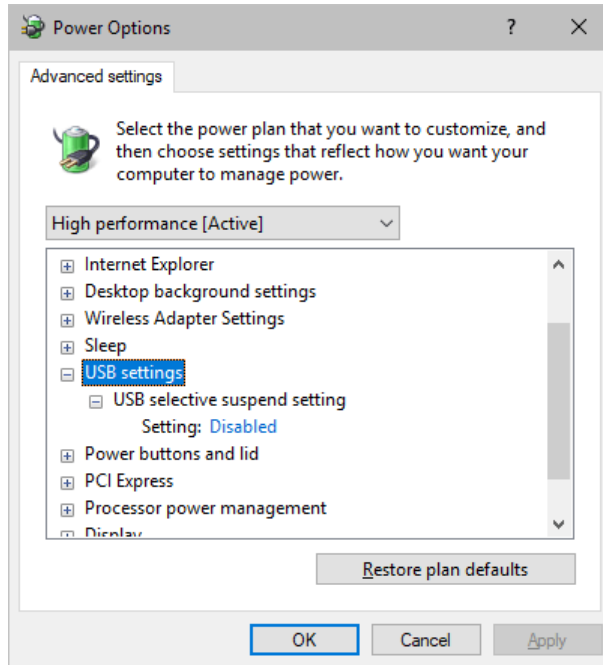 Power Options
?
Advanced settings
Select the power plan that you want to customize, and
then choose settings that reflect how you want your
computer to manage power.
High performance [Active]
Internet Explorer
Desktop background settings
Wireless Adapter Settings
Sleep
USB settings
USB selective suspend setting
Setting: Disabled
Power buttons and lid
PCI Express
Processor power management
Display
Restore plan defaults
OK
Cancel
Apply